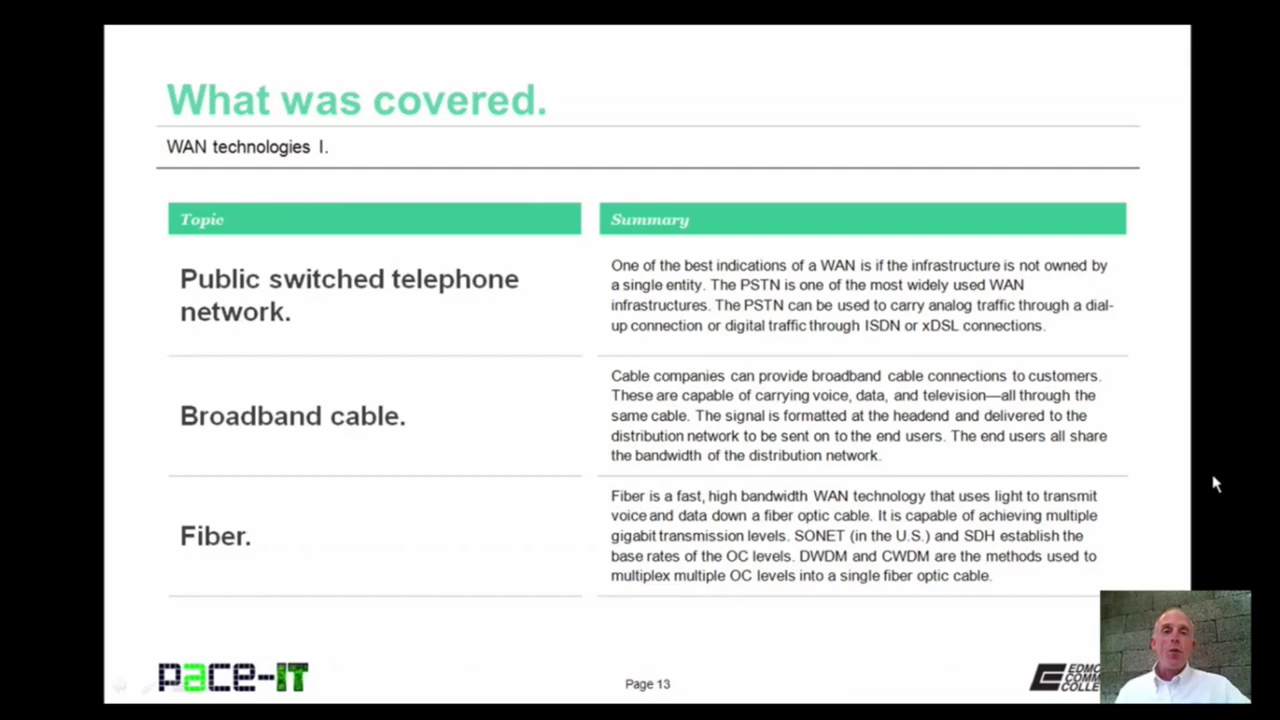 What was covered.
WAN technologies I.
Topic
Summary
Public switched telephone
network.
One of the best indications of a WAN is if the infrastructure is not owned by
a single entity. The PSTN is one of the most widely used WAN
infrastructures. The PSTN can be used to carry analog traffic through a dial-
up connection or digital traffic through ISDN or xDSL connections.
Broadband cable.
Cable companies can provide broadband cable connections to customers.
These are capable of carrying voice, data, and television—all through the
same cable. The signal is formatted at the headend and delivered to the
distribution network to be sent on to the end users. The end users all share
the bandwidth of the distribution network.
Fiber.
Fiber is a fast, high bandwidth WAN technology that uses light to transmit
voice and data down a fiber optic cable. It is capable of achieving multiple
gigabit transmission levels. SONET (in the U.S.) and SDH establish the
base rates of the OC levels. DWDM and CWDM are the methods used to
multiplex multiple OC levels into a single fiber optic cable.
pace-IT
Page 13